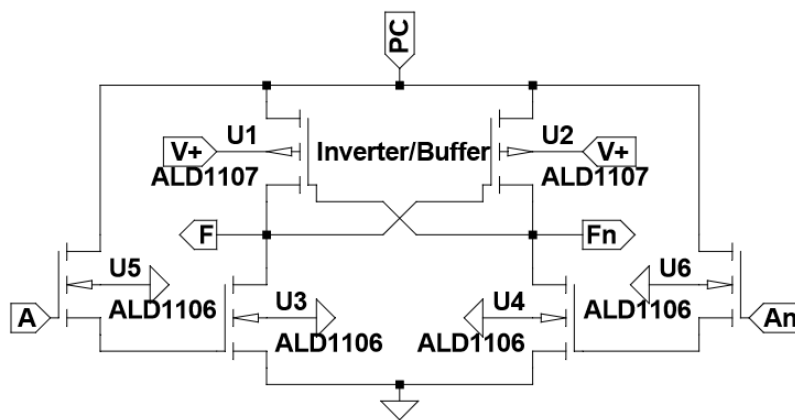 PC
U1
U2
V+
Inverter/Buffer
V+
ALD1107
ALD1107
F
Fn
U5
U6
ALD1106
U3
U4
ALD1106
A
An
ALD1106
ALD1106